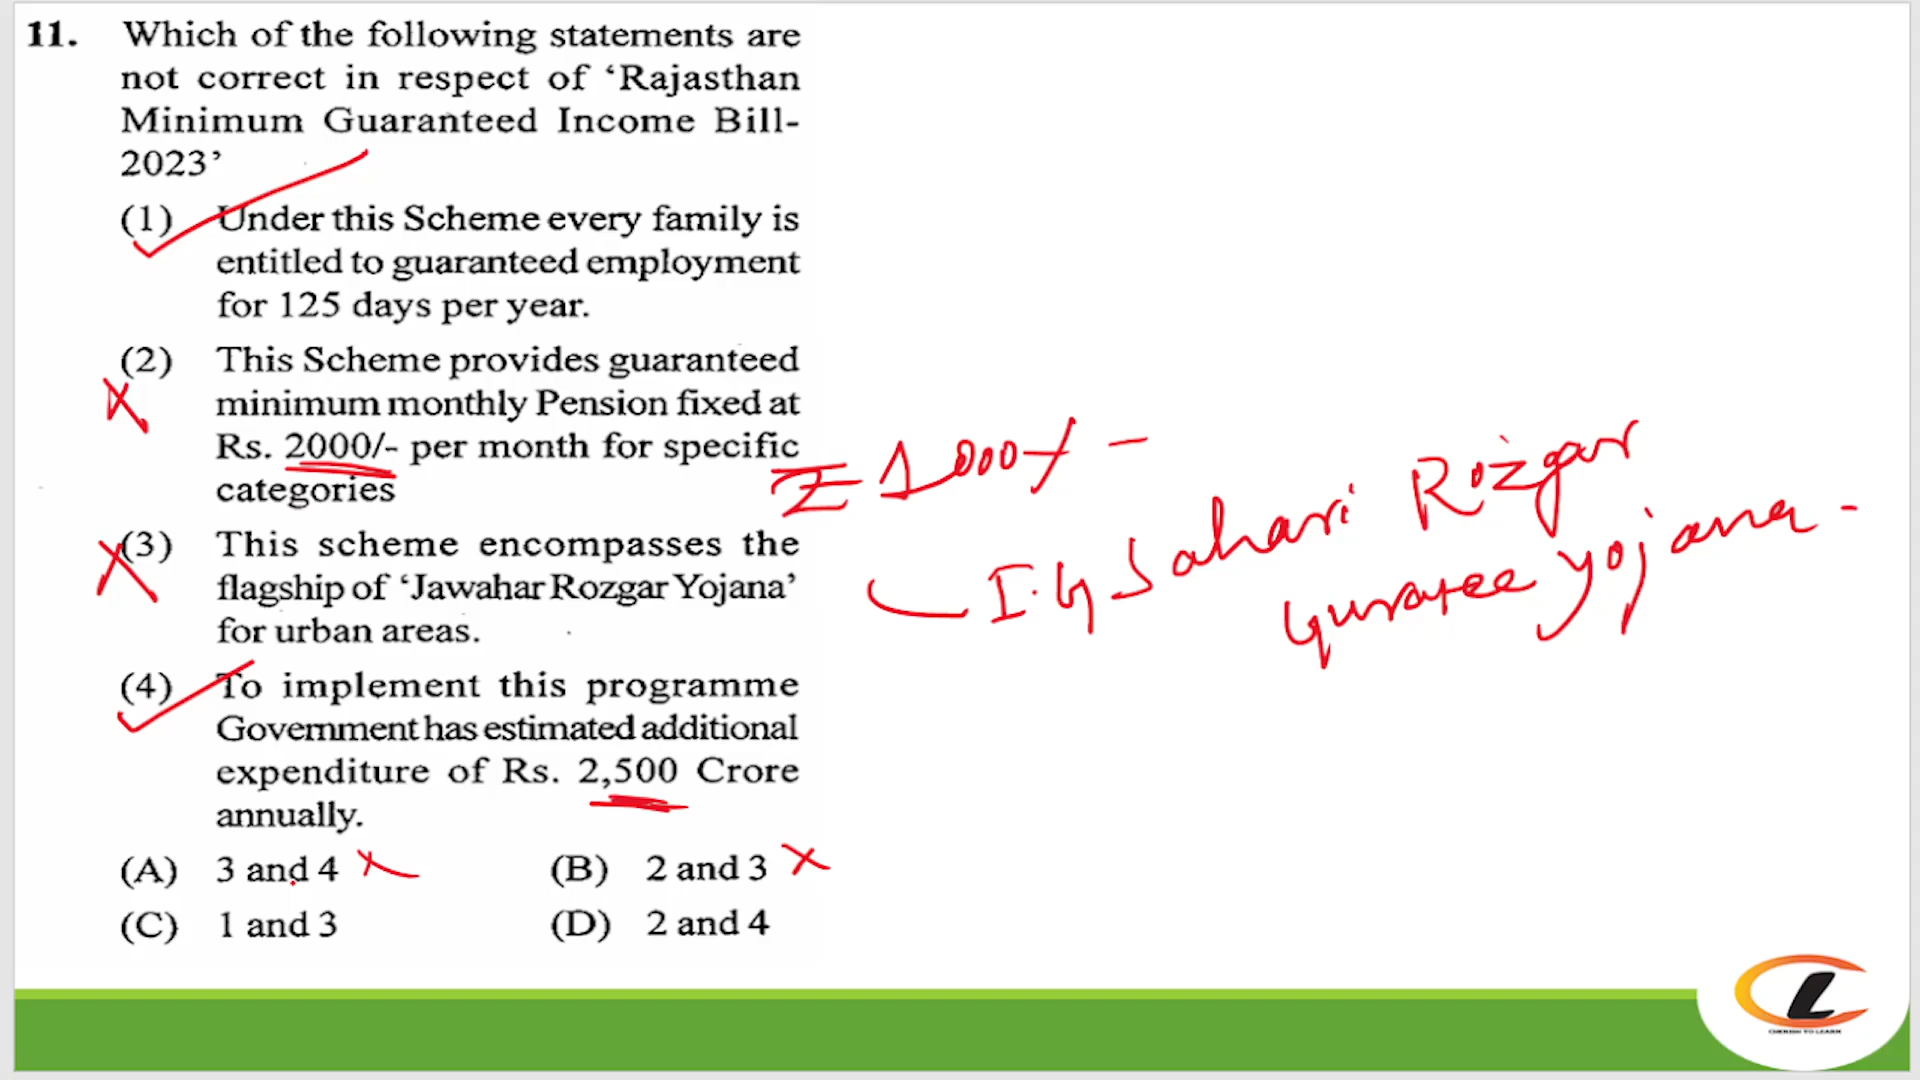 11. Which of the following statements are
not correct in respect of ‘Rajasthan
Minimum Guaranteed Income Bill-
2023’
(1) Under this Scheme every family is
entitled to guaranteed employment
for 125 days per year.
(2) This Scheme provides guaranteed
minimum monthly Pension fixed at
Rs. 2000/- per month for specific
categories
₹ 1000/-
(3) This scheme encompasses the
flagship of ‘Jawahar Rozgar Yojana’
for urban areas.
I.G Sahari Rozgar
Guratee Yojana -
(4) To implement this programme
Government has estimated additional
expenditure of Rs. 2,500 Crore
annually.
(A) 3 and 4 (B) 2 and 3
(C) 1 and 3 (D) 2 and 4
CL
CHERISH TO LEARN